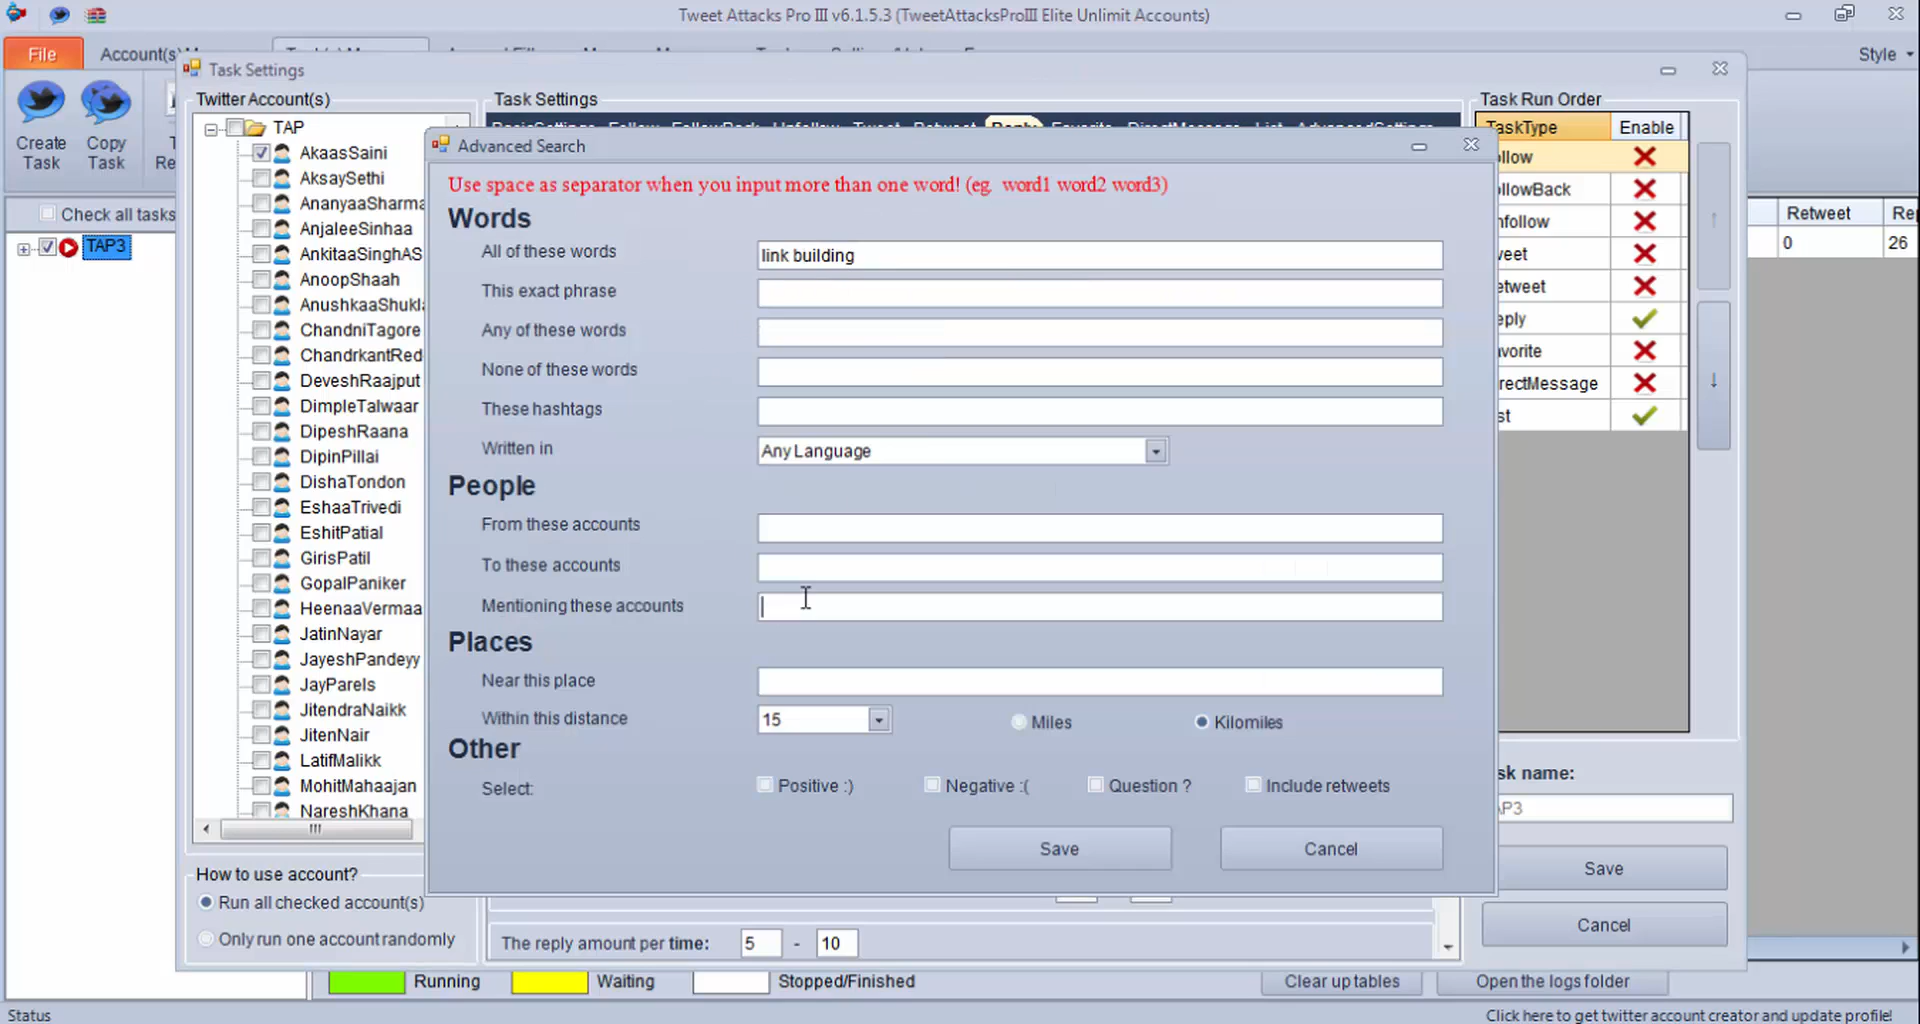 Tweet Attacks Pro III v6.1.5.3 (TweetAttacksProIII Elite Unlimit Accounts)
File
Account(s)
Style
Create Task
Copy Task
Check all tasks
TAP3
Retweet
0
26
Task Settings
Twitter Account(s)
TAP
AkaasSaini
AksaySethi
AnanyaaSharma
AnjaleeSinhaa
AnkitaaSinghAS
AnoopShaah
AnushkaaShukl
ChandniTagore
ChandrkantRed
DeveshRaajput
DimpleTalwaar
DipeshRaana
DipinPillai
DishaTondon
EshaaTrivedi
EshitPatial
GirisPatil
GopalPaniker
HeenaaVermaa
JatinNayar
JayeshPandeyy
JayParels
JitendraNaikk
JitenNair
LatifMalikk
MohitMahaajan
NareshKhana
How to use account?
Run all checked account(s)
Only run one account randomly
Task Settings
Advanced Search
Use space as separator when you input more than one word! (eg. word1 word2 word3)
Words
All of these words
link building
This exact phrase
Any of these words
None of these words
These hashtags
Written in
Any Language
People
From these accounts
To these accounts
Mentioning these accounts
Places
Near this place
Within this distance
15
Miles
Kilomiles
Other
Select:
Positive :)
Negative :(
Question ?
Include retweets
Save
Cancel
The reply amount per time:
5 - 10
Task Run Order
TaskType
Enable
ollow
ollowBack
nfollow
weet
etweet
eply
avorite
rectMessage
st
sk name:
AP3
Save
Cancel
Running
Waiting
Stopped/Finished
Clear up tables
Open the logs folder
Status
Click here to get twitter account creator and update profile!